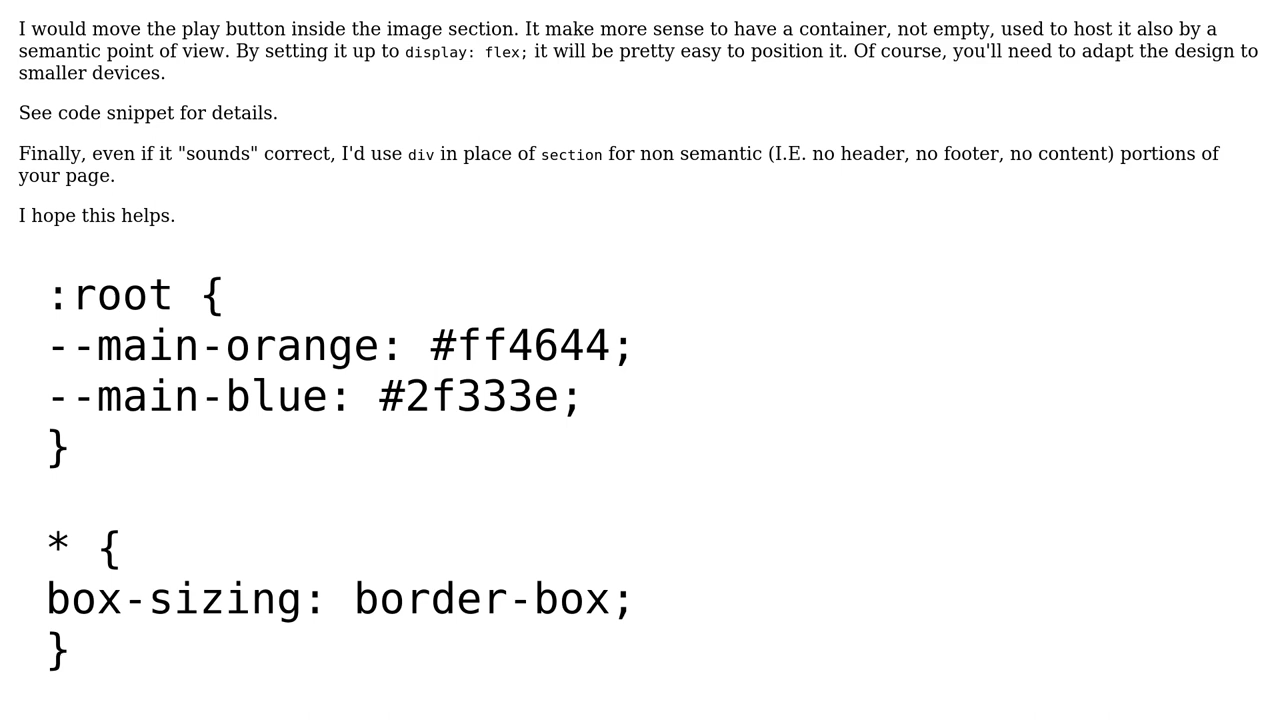 I would move the play button inside the image section. It make more sense to have a container, not empty, used to host it also by a
semantic point of view. By setting it up to display: flex; it will be pretty easy to position it. Of course, you'll need to adapt the design to
smaller devices.
See code snippet for details.
Finally, even if it "sounds" correct, I'd use div in place of section for non semantic (I.E. no header, no footer, no content) portions of
your page.
I hope this helps.
:root {
--main-orange: #ff4644;
--main-blue: #2f333e;
}
* {
box-sizing: border-box;
}